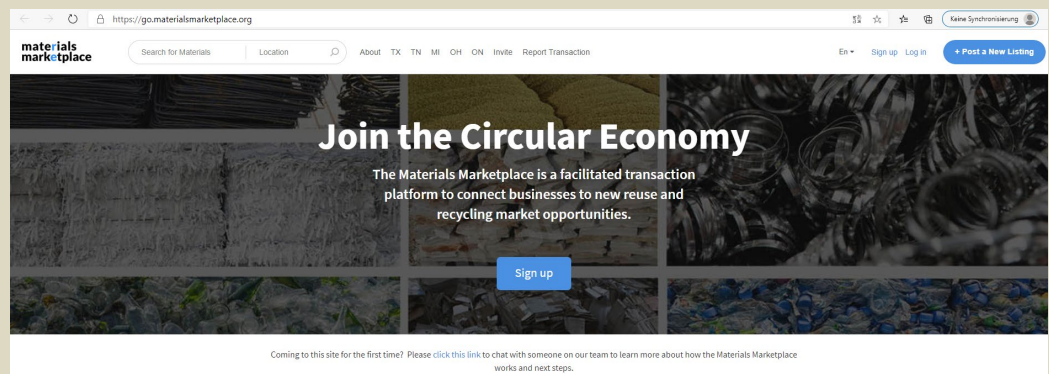 https://go.materialsmarketplace.org
Keine Synchronisierung
materials
marketplace
Search for Materials
Location
About TX TN MI OH ON Invite Report Transaction
En
Sign up Log in
+ Post a New Listing
Join the Circular Economy
The Materials Marketplace is a facilitated transaction
platform to connect businesses to new reuse and
recycling market opportunities.
Sign up
Coming to this site for the first time? Please click this link to chat with someone on our team to learn more about how the Materials Marketplace
works and next steps.